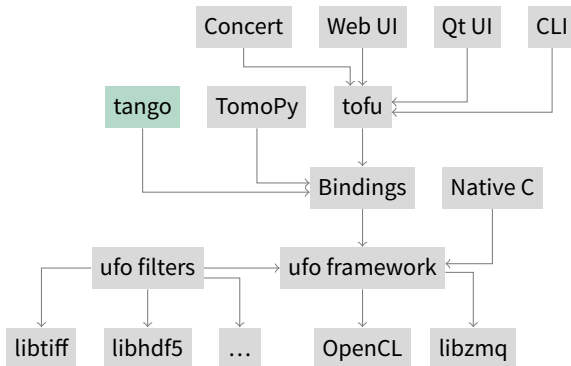 Concert
Web UI
Qt UI
CLI
tango
TomoPy
tofu
Bindings
Native C
ufo filters
ufo framework
libtiff
libhdf5
...
OpenCL
libzmq